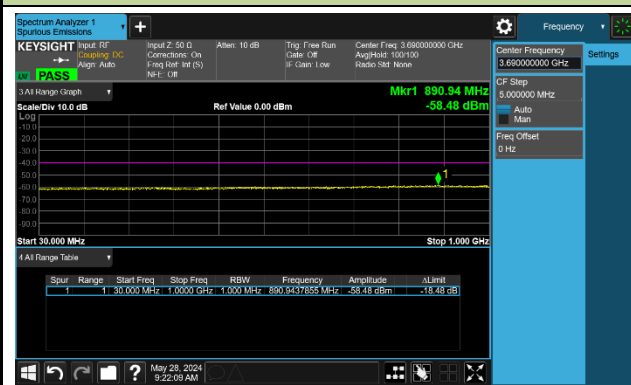 Spectrum Analyzer 1
Spurious Emissions
Frequency
KEYSIGHT Input: RF Input Z: 50 Ω Atten: 10 dB Trig: Free Run Center Freq: 3.690000000 GHz
Coupling: DC Corrections: On Gate: Off Avg|Hold: 100/100
Align: Auto Freq Ref: Int (S) IF Gain: Low Radio Std: None
NFE: Off
LXI PASS
Center Frequency
3.690000000 GHz
Settings
CF Step
5.000000 MHz
Auto
Man
Freq Offset
0 Hz
3 All Range Graph
Mkr1 890.94 MHz
Scale/Div 10.0 dB Ref Value 0.00 dBm -58.48 dBm
Log
-10.0
-20.0
-30.0
-40.0
-50.0
-60.0
-70.0
-80.0
-90.0
1
Start 30.000 MHz Stop 1.000 GHz
4 All Range Table
Spur Range Start Freq Stop Freq RBW Frequency Amplitude ΔLimit
1 1 30.000 MHz 1.0000 GHz 1.000 MHz 890.9437855 MHz -58.48 dBm -18.48 dB
?
May 28, 2024
9:22:09 AM